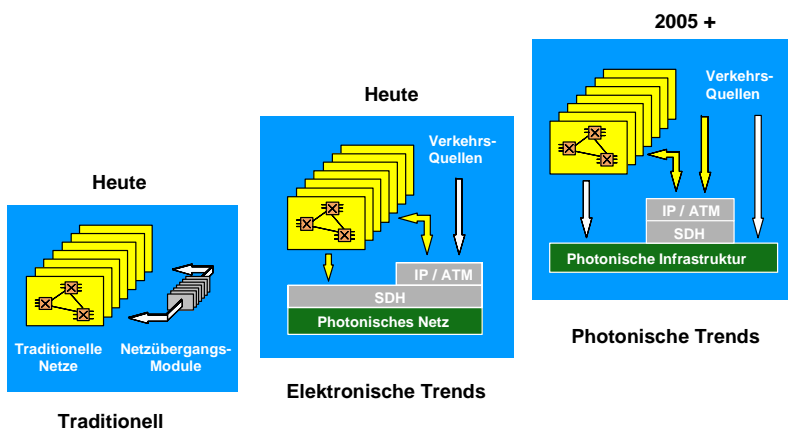 Heute
Traditionelle
Netze
Netzübergangs-
Module
Traditionell
Heute
Verkehrs-
Quellen
IP / ATM
SDH
Photonisches Netz
Elektronische Trends
2005 +
Verkehrs-
Quellen
IP / ATM
SDH
Photonische Infrastruktur
Photonische Trends